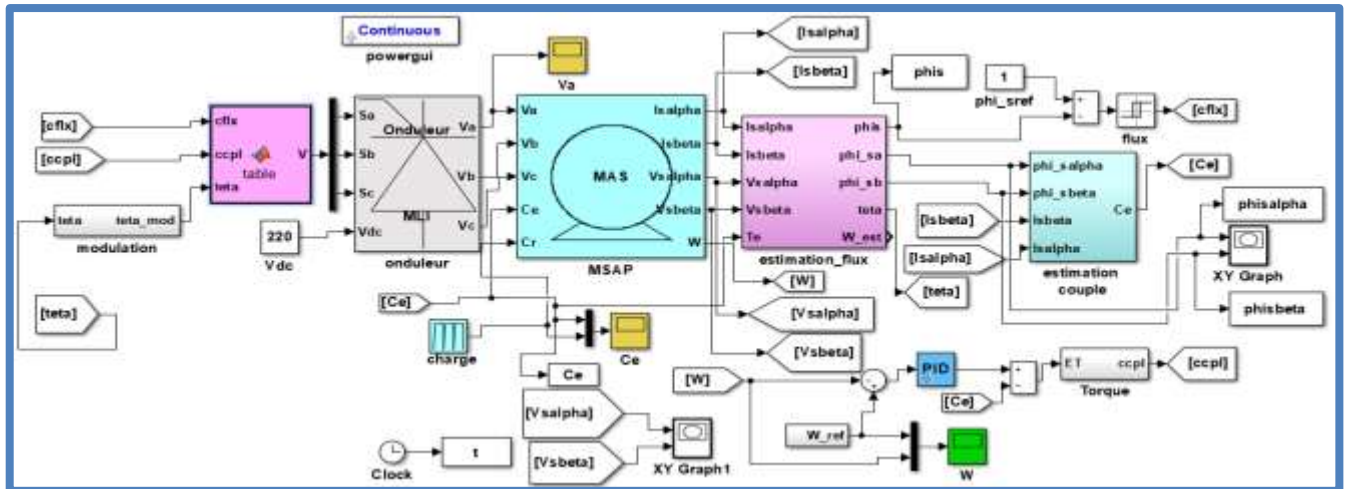 Continuous
powergui
Va
[Isalpha]
[Isbeta]
phis
1
phi_sref
flux
[cflx]
[cflx]
[ccpl]
cflx
ccpl
teta
V
table
Sa
Sb
Sc
Vdc
Onduleur
MLI
Va
Vb
Vc
onduleur
Va
Vb
Vc
Ce
Cr
MAS
Isalpha
Isbeta
Vsalpha
Vsbeta
W
MSAP
Isalpha
Isbeta
Vsalpha
Vsbeta
Te
phis
phi_sa
phi_sb
teta
W_est
estimation_flux
phi_salpha
phi_sbeta
Isbeta
Isalpha
Ce
estimation
couple
[Ce]
[Isbeta]
[Isalpha]
phisalpha
XY Graph
phisbeta
teta
teta_mod
modulation
220
Vdc
[teta]
[Ce]
charge
Ce
Ce
[W]
[teta]
[Vsalpha]
[Vsbeta]
[W]
PID
[Ce]
ET
ccpl
Torque
[ccpl]
W_ref
W
[Vsalpha]
[Vsbeta]
XY Graph1
Clock
t